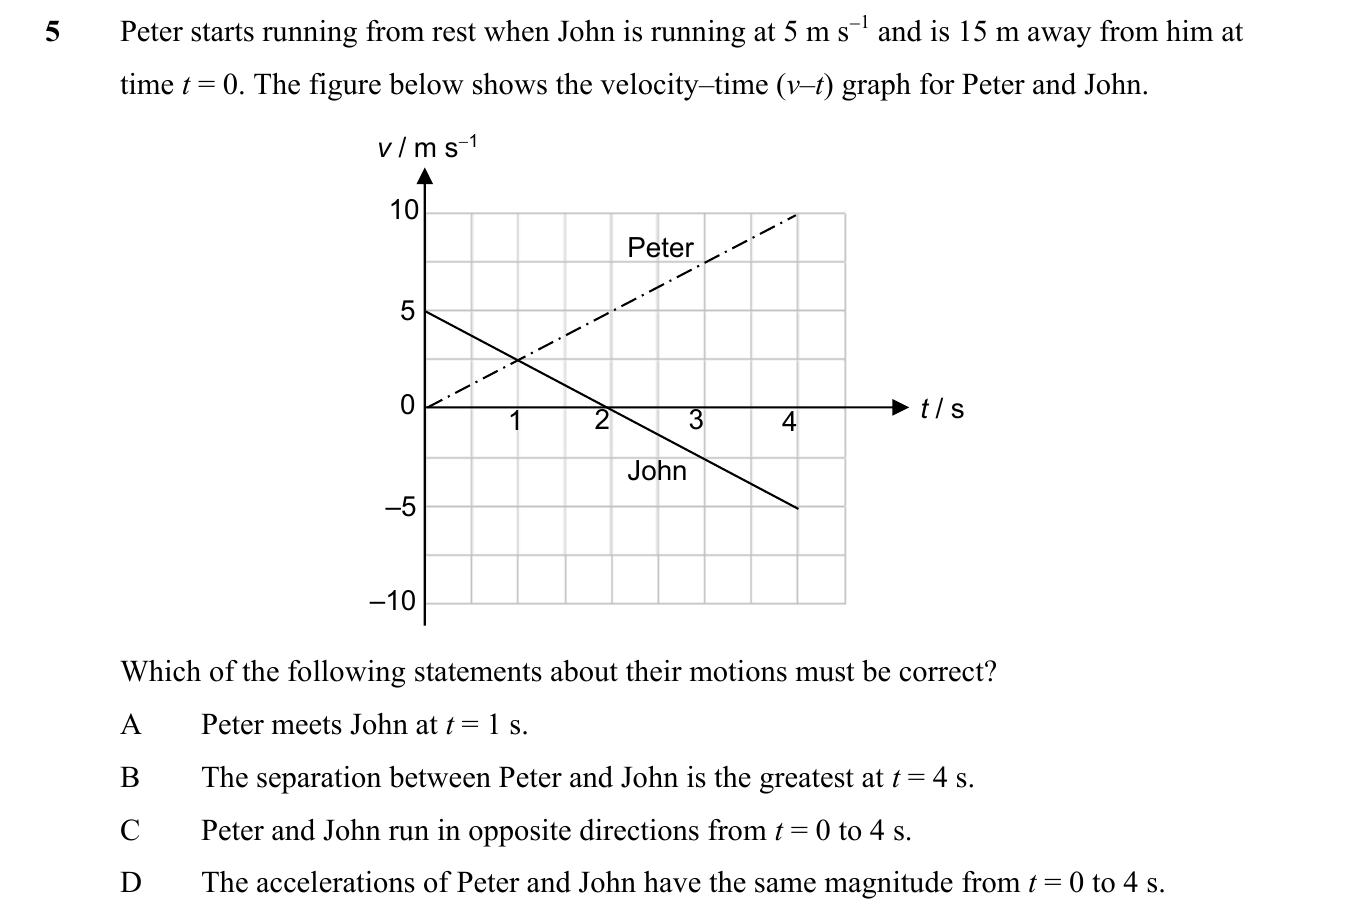 5 Peter starts running from rest when John is running at 5 m s⁻¹ and is 15 m away from him at
time t = 0. The figure below shows the velocity–time (v–t) graph for Peter and John.
v / m s⁻¹
10
Peter
5
0
1 2 3 4
t / s
John
–5
–10
Which of the following statements about their motions must be correct?
A Peter meets John at t = 1 s.
B The separation between Peter and John is the greatest at t = 4 s.
C Peter and John run in opposite directions from t = 0 to 4 s.
D The accelerations of Peter and John have the same magnitude from t = 0 to 4 s.